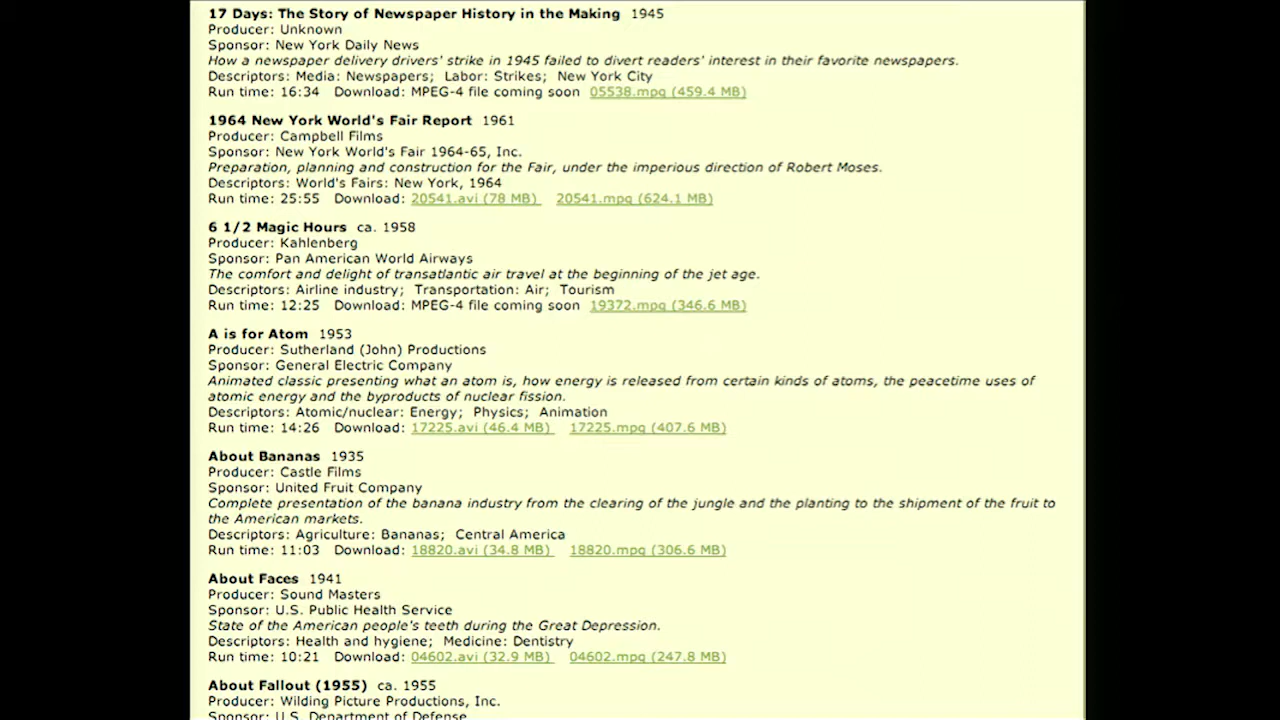 17 Days: The Story of Newspaper History in the Making 1945
Producer: Unknown
Sponsor: New York Daily News
How a newspaper delivery drivers' strike in 1945 failed to divert readers' interest in their favorite newspapers.
Descriptors: Media: Newspapers; Labor: Strikes; New York City
Run time: 16:34 Download: MPEG-4 file coming soon 05538.mpg (459.4 MB)
1964 New York World's Fair Report 1961
Producer: Campbell Films
Sponsor: New York World's Fair 1964-65, Inc.
Preparation, planning and construction for the Fair, under the imperious direction of Robert Moses.
Descriptors: World's Fairs: New York, 1964
Run time: 25:55 Download: 20541.avi (78 MB) 20541.mpg (624.1 MB)
6 1/2 Magic Hours ca. 1958
Producer: Kahlenberg
Sponsor: Pan American World Airways
The comfort and delight of transatlantic air travel at the beginning of the jet age.
Descriptors: Airline industry; Transportation: Air; Tourism
Run time: 12:25 Download: MPEG-4 file coming soon 19372.mpg (346.6 MB)
A is for Atom 1953
Producer: Sutherland (John) Productions
Sponsor: General Electric Company
Animated classic presenting what an atom is, how energy is released from certain kinds of atoms, the peacetime uses of
atomic energy and the byproducts of nuclear fission.
Descriptors: Atomic/nuclear: Energy; Physics; Animation
Run time: 14:26 Download: 17225.avi (46.4 MB) 17225.mpg (407.6 MB)
About Bananas 1935
Producer: Castle Films
Sponsor: United Fruit Company
Complete presentation of the banana industry from the clearing of the jungle and the planting to the shipment of the fruit to
the American markets.
Descriptors: Agriculture: Bananas; Central America
Run time: 11:03 Download: 18820.avi (34.8 MB) 18820.mpg (306.6 MB)
About Faces 1941
Producer: Sound Masters
Sponsor: U.S. Public Health Service
State of the American people's teeth during the Great Depression.
Descriptors: Health and hygiene; Medicine: Dentistry
Run time: 10:21 Download: 04602.avi (32.9 MB) 04602.mpg (247.8 MB)
About Fallout (1955) ca. 1955
Producer: Wilding Picture Productions, Inc.
Sponsor: U.S. Department of Defense